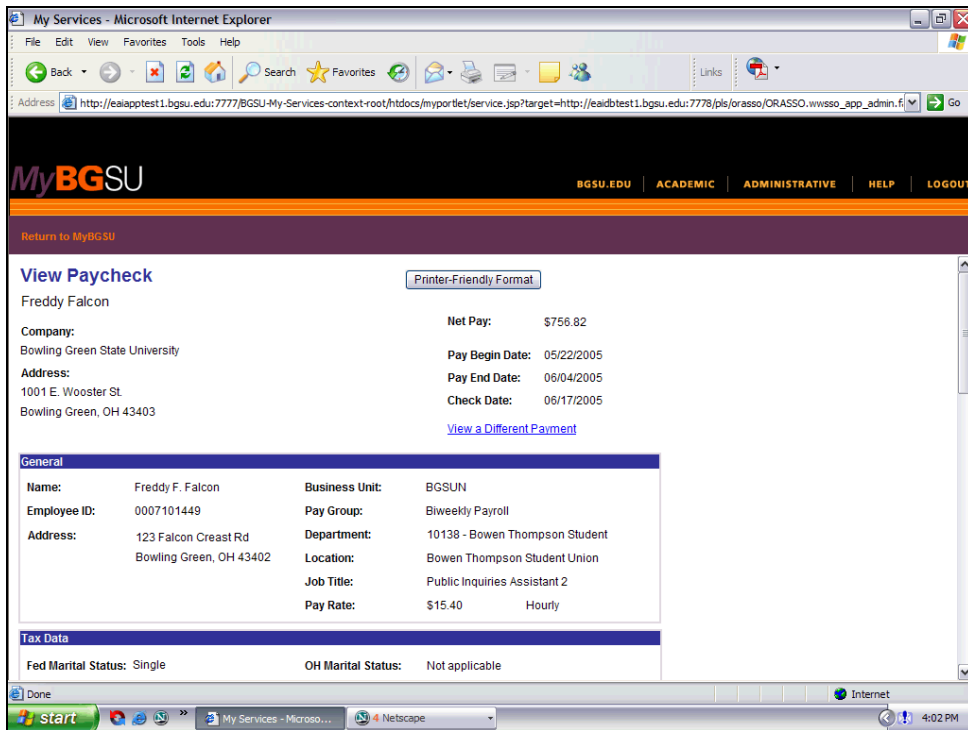 My Services - Microsoft Internet Explorer
File Edit View Favorites Tools Help
Back Search Favorites Links
Address http://eaiapptest1.bgsu.edu:7777/BGSU-My-Services-context-root/htdocs/myportlet/service.jsp?target=http://eaidbtest1.bgsu.edu:7778/pls/orasso/ORASSO.wwsso_app_admin.f Go
MyBGSU
BGSU.EDU ACADEMIC ADMINISTRATIVE HELP LOGOUT
Return to MyBGSU
View Paycheck
Printer-Friendly Format
Freddy Falcon
Net Pay: $756.82
Company:
Bowling Green State University
Pay Begin Date: 05/22/2005
Address:
Pay End Date: 06/04/2005
1001 E. Wooster St.
Check Date: 06/17/2005
Bowling Green, OH 43403
View a Different Payment
General
Name: Freddy F. Falcon Business Unit: BGSUN
Employee ID: 0007101449 Pay Group: Biweekly Payroll
Address: 123 Falcon Creast Rd Department: 10138 - Bowen Thompson Student
Bowling Green, OH 43402 Location: Bowen Thompson Student Union
Job Title: Public Inquiries Assistant 2
Pay Rate: $15.40 Hourly
Tax Data
Fed Marital Status: Single OH Marital Status: Not applicable
Done Internet
start My Services - Microso... 4 Netscape 4:02 PM